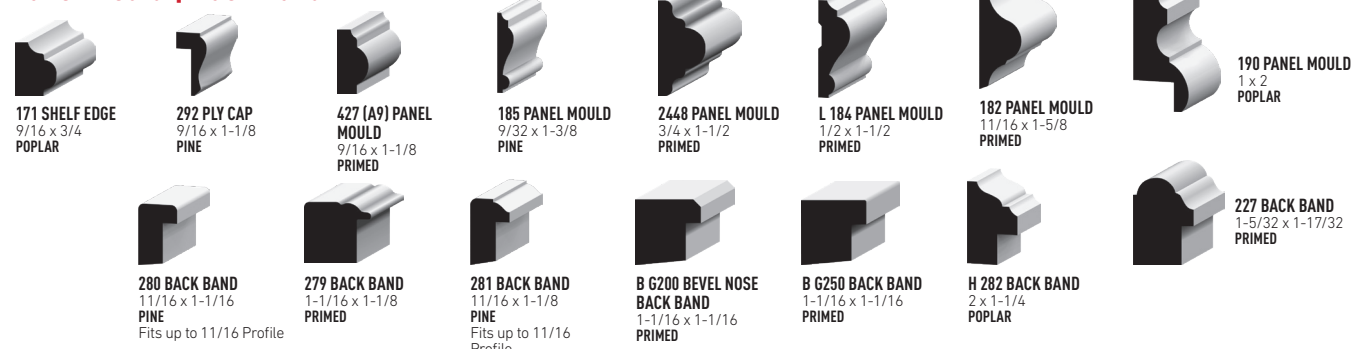 171 SHELF EDGE
9/16 x 3/4
POPLAR
292 PLY CAP
9/16 x 1-1/8
PINE
427 (A9) PANEL
MOULD
9/16 x 1-1/8
PRIMED
185 PANEL MOULD
9/32 x 1-3/8
PINE
2448 PANEL MOULD
3/4 x 1-1/2
PRIMED
L 184 PANEL MOULD
1/2 x 1-1/2
PRIMED
182 PANEL MOULD
11/16 x 1-5/8
PRIMED
190 PANEL MOULD
1 x 2
POPLAR
280 BACK BAND
11/16 x 1-1/16
PINE
Fits up to 11/16 Profile
279 BACK BAND
1-1/16 x 1-1/8
PRIMED
281 BACK BAND
11/16 x 1-1/8
PINE
Fits up to 11/16
Profile
B G200 BEVEL NOSE
BACK BAND
1-1/16 x 1-1/16
PRIMED
B G250 BACK BAND
1-1/16 x 1-1/16
PRIMED
H 282 BACK BAND
2 x 1-1/4
POPLAR
227 BACK BAND
1-5/32 x 1-17/32
PRIMED